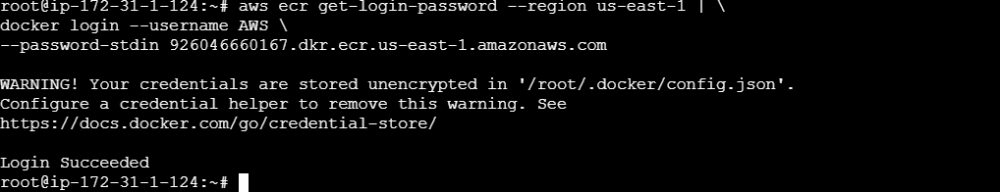 root@ip-172-31-1-124:~# aws ecr get-login-password --region us-east-1 | \
docker login --username AWS \
--password-stdin 926046660167.dkr.ecr.us-east-1.amazonaws.com
WARNING! Your credentials are stored unencrypted in '/root/.docker/config.json'.
Configure a credential helper to remove this warning. See
https://docs.docker.com/go/credential-store/
Login Succeeded
root@ip-172-31-1-124:~#